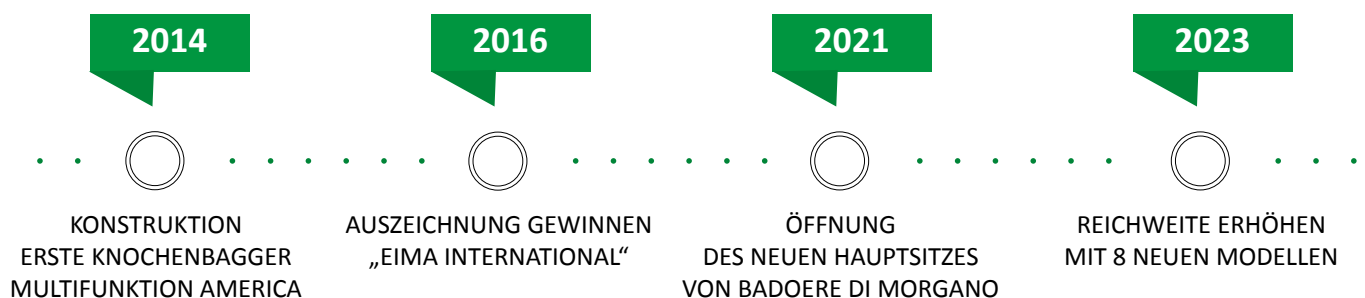 2014
KONSTRUKTION
ERSTE KNOCHENBAGGER
MULTIFUNKTION AMERICA
2016
AUSZEICHNUNG GEWINNEN
„EIMA INTERNATIONAL“
2021
ÖFFNUNG
DES NEUEN HAUPTSITZES
VON BADOERE DI MORGANO
2023
REICHWEITE ERHÖHEN
MIT 8 NEUEN MODELLEN